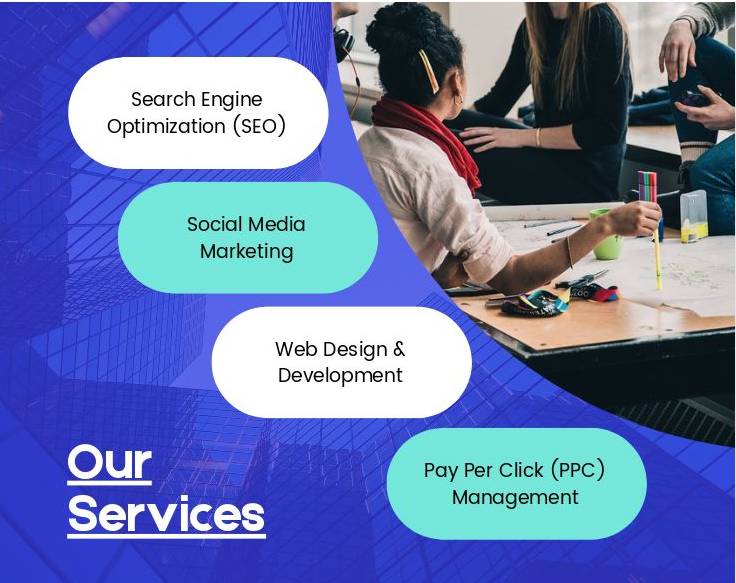 Search Engine
Optimization (SEO)
Social Media
Marketing
Web Design &
Development
Our
Services
Pay Per Click (PPC)
Management